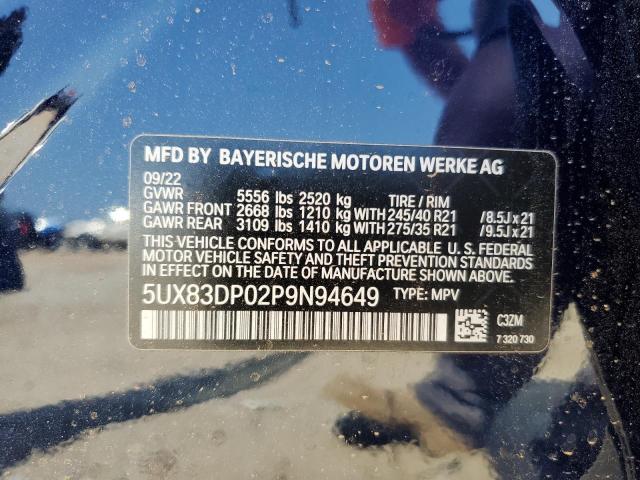 MFD BY BAYERISCHE MOTOREN WERKE AG
09/22
GVWR 5556 lbs 2520 kg TIRE / RIM
GAWR FRONT 2668 lbs 1210 kg WITH 245/40 R21 /8.5J x 21
GAWR REAR 3109 lbs 1410 kg WITH 275/35 R21 /9.5J x 21
THIS VEHICLE CONFORMS TO ALL APPLICABLE U. S. FEDERAL
MOTOR VEHICLE SAFETY AND THEFT PREVENTION STANDARDS
IN EFFECT ON THE DATE OF MANUFACTURE SHOWN ABOVE.
5UX83DP02P9N94649 TYPE: MPV
C3ZM
7 320 730